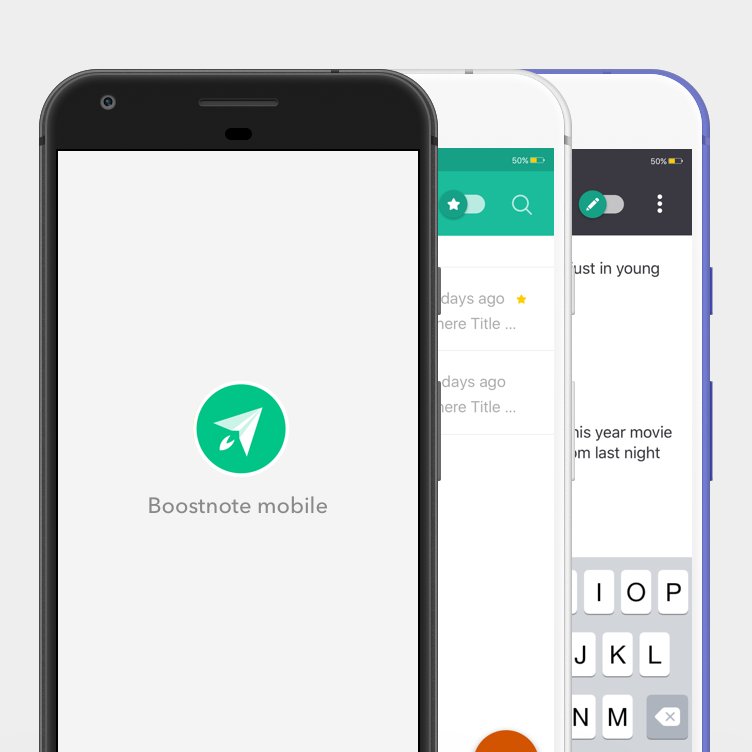 Boostnote mobile
50%
days ago
here Title ...
days ago
here Title ...
50%
just in young
his year movie
om last night
I O P
J K L
N M